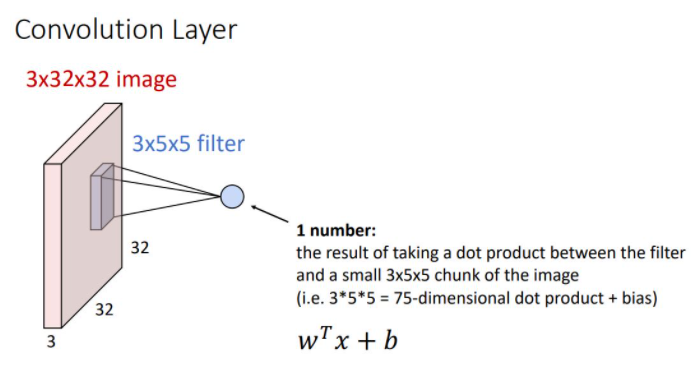 Convolution Layer
3x32x32 image
3x5x5 filter
1 number:
the result of taking a dot product between the filter
and a small 3x5x5 chunk of the image
(i.e. 3*5*5 = 75-dimensional dot product + bias)
32
32
3
wᵀx + b